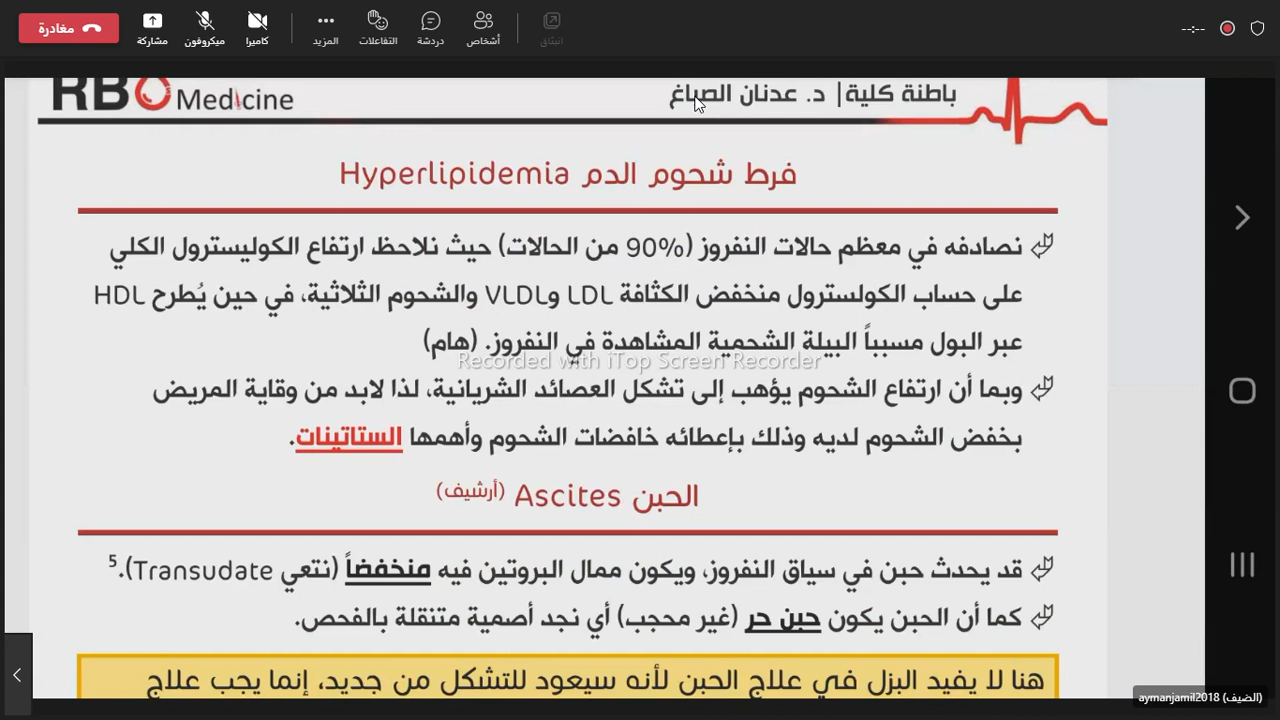 مغادرة
مشاركة
ميكروفون
كاميرا
المزيد
التفاعلات
دردشة
أشخاص
انبثاق
--:--
RBO Medicine
باطنة كلية| د. عدنان الصباغ
فرط شحوم الدم Hyperlipidemia
نصادفه في معظم حالات النفروز (90% من الحالات) حيث نلاحظ ارتفاع الكوليسترول الكلي
على حساب الكولسترول منخفض الكثافة LDL وVLDL والشحوم الثلاثية، في حين يُطرح HDL
عبر البول مسبباً البيلة الشحمية المشاهدة في النفروز. (هام)
Recorded with iTop Screen Recorder
وبما أن ارتفاع الشحوم يؤهب إلى تشكل العصائد الشريانية، لذا لابد من وقاية المريض
بخفض الشحوم لديه وذلك بإعطائه خافضات الشحوم وأهمها الستاتينات.
الحبن Ascites (أرشيف)
قد يحدث حبن في سياق النفروز، ويكون ممال البروتين فيه منخفضاً (نتعي Transudate).5
كما أن الحبن يكون حبن حر (غير محجب) أي نجد أصمية متنقلة بالفحص.
هنا لا يفيد البزل في علاج الحبن لأنه سيعود للتشكل من جديد، إنما يجب علاج
aymanjamil2018 (الضيف)